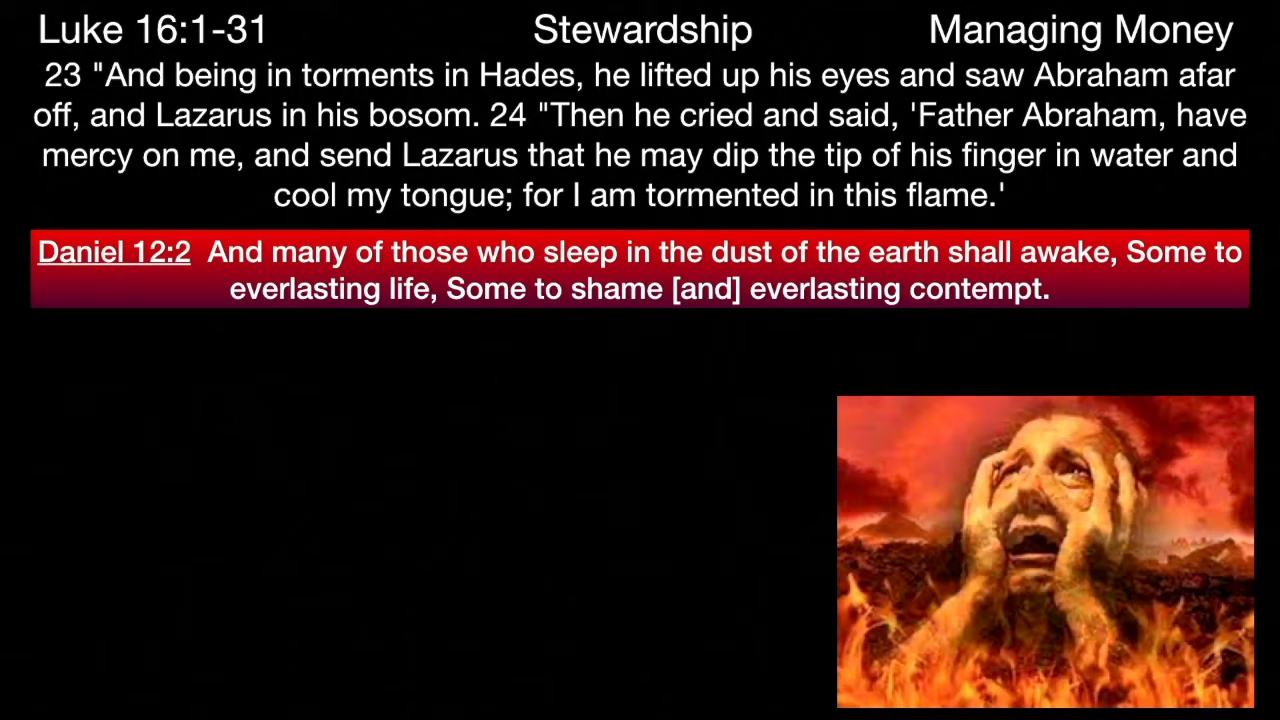 Luke 16:1-31 Stewardship Managing Money
23 "And being in torments in Hades, he lifted up his eyes and saw Abraham afar
off, and Lazarus in his bosom. 24 "Then he cried and said, 'Father Abraham, have
mercy on me, and send Lazarus that he may dip the tip of his finger in water and
cool my tongue; for I am tormented in this flame.'
Daniel 12:2 And many of those who sleep in the dust of the earth shall awake, Some to
everlasting life, Some to shame [and] everlasting contempt.